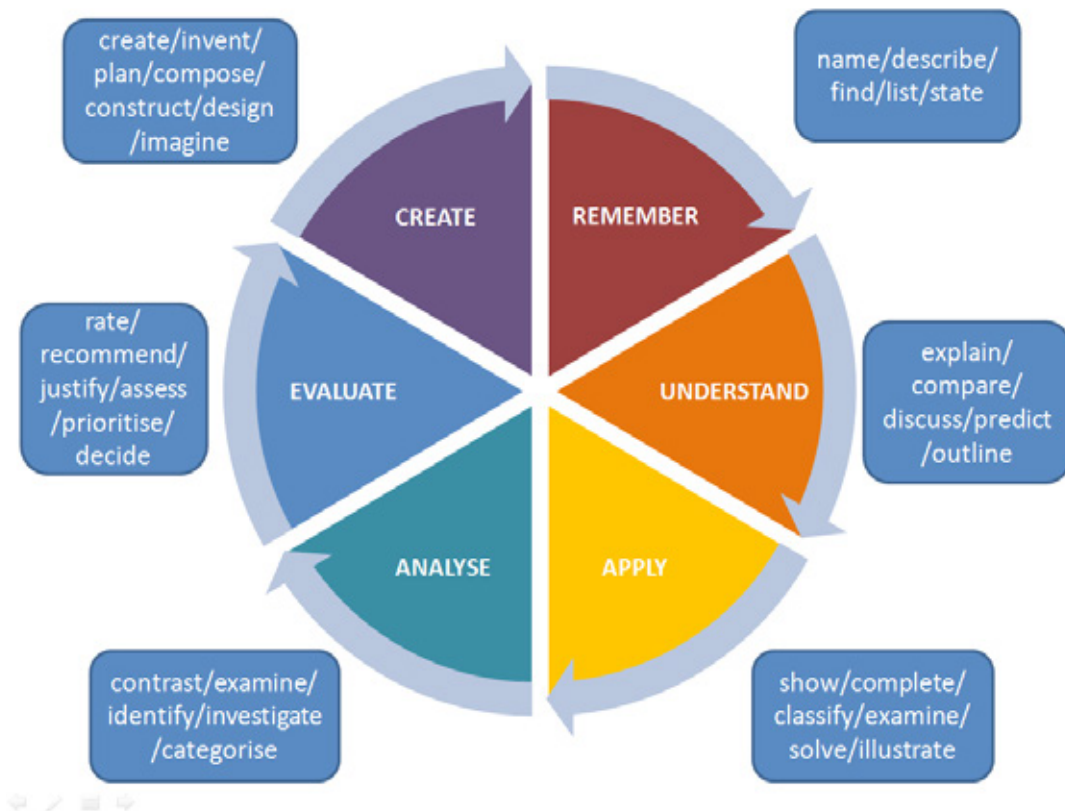 create/invent/
plan/compose/
construct/design
/imagine
name/describe/
find/list/state
CREATE
REMEMBER
rate/
recommend/
justify/assess
/prioritise/
decide
EVALUATE
UNDERSTAND
explain/
compare/
discuss/predict
/outline
ANALYSE
APPLY
contrast/examine/
identify/investigate
/categorise
show/complete/
classify/examine/
solve/illustrate